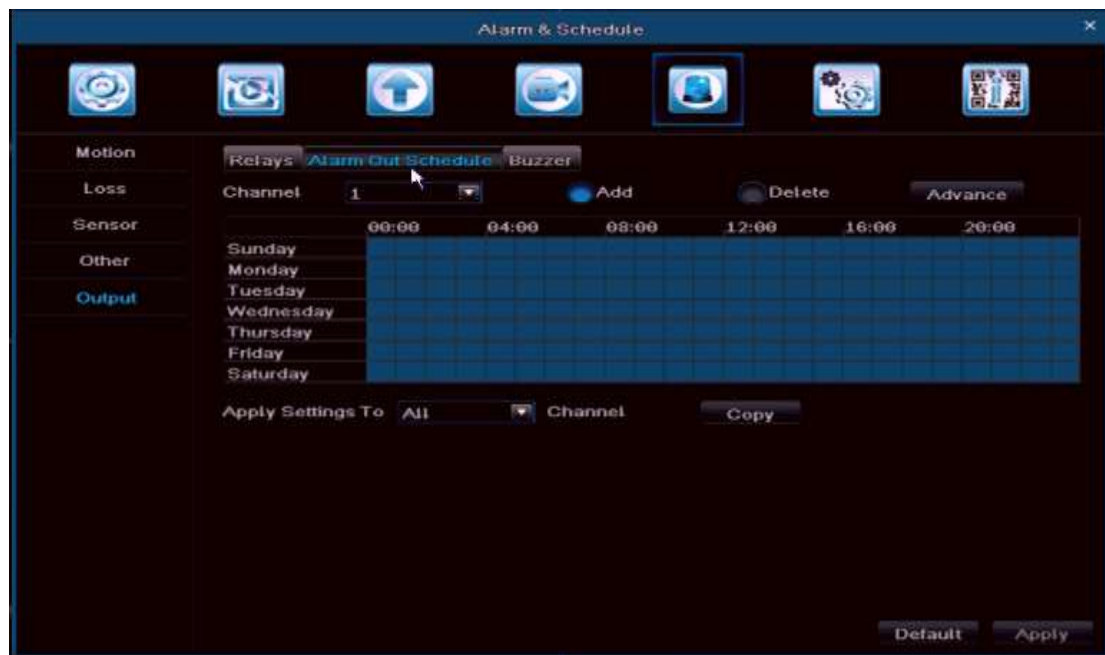 Alarm & Schedule ×
Motion
Loss
Sensor
Other
Output
Relays Alarm Out Schedule Buzzer
Channel 1 Add Delete Advance
00:00 04:00 08:00 12:00 16:00 20:00
Sunday
Monday
Tuesday
Wednesday
Thursday
Friday
Saturday
Apply Settings To All Channel Copy
Default Apply